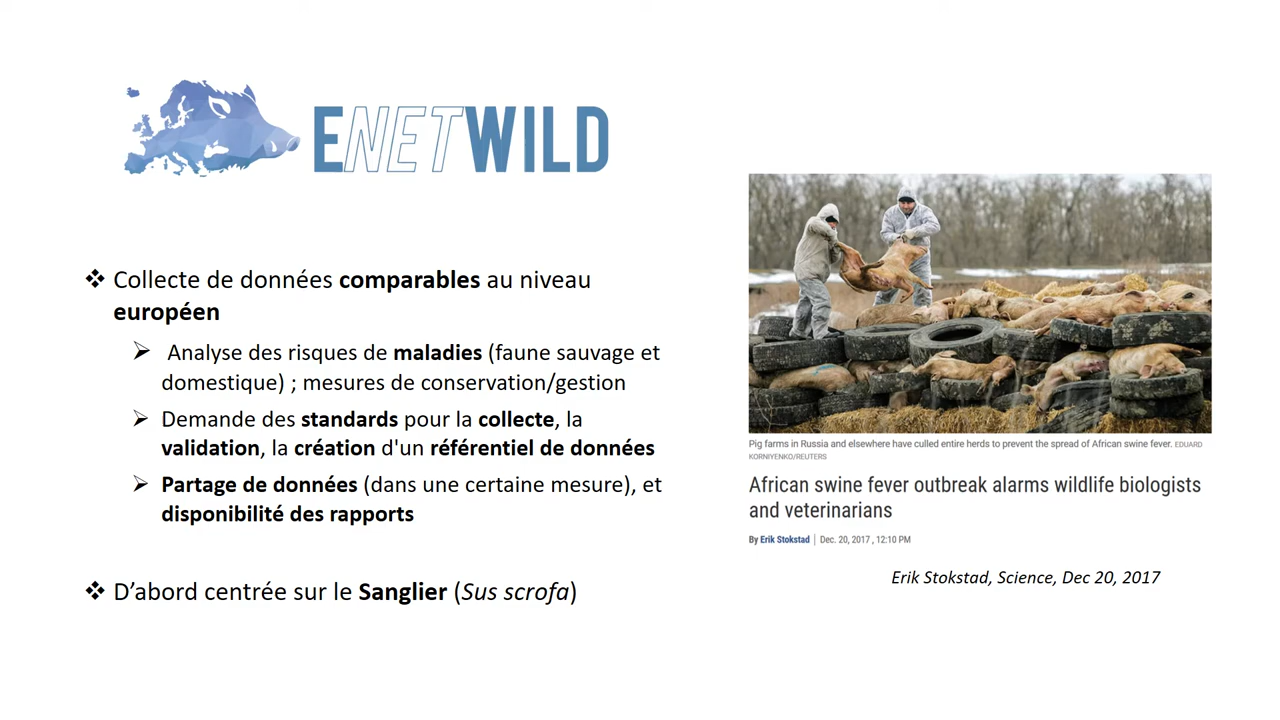 ENETWILD
❖ Collecte de données comparables au niveau
européen
➢ Analyse des risques de maladies (faune sauvage et
domestique) ; mesures de conservation/gestion
➢ Demande des standards pour la collecte, la
validation, la création d'un référentiel de données
➢ Partage de données (dans une certaine mesure), et
disponibilité des rapports
❖ D’abord centrée sur le Sanglier (Sus scrofa)
Pig farms in Russia and elsewhere have culled entire herds to prevent the spread of African swine fever. EDUARD
KORNIYENKO/REUTERS
African swine fever outbreak alarms wildlife biologists
and veterinarians
By Erik Stokstad | Dec. 20, 2017 , 12:10 PM
Erik Stokstad, Science, Dec 20, 2017